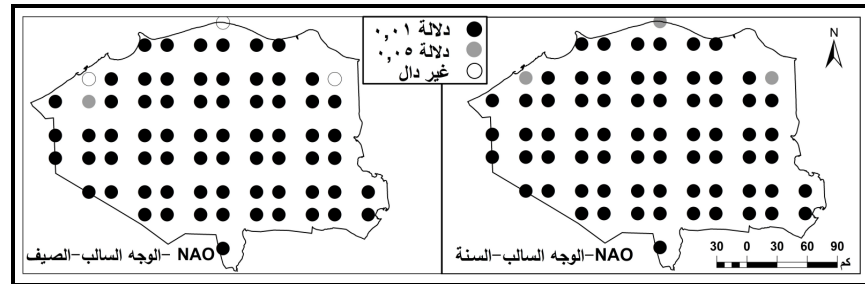 دلالة ٠,٠١
دلالة ٠,٠٥
غير دال
N
NAO -الوجه السالب-الصيف
NAO-الوجه السالب-السنة
30 0 30 60 90
كم